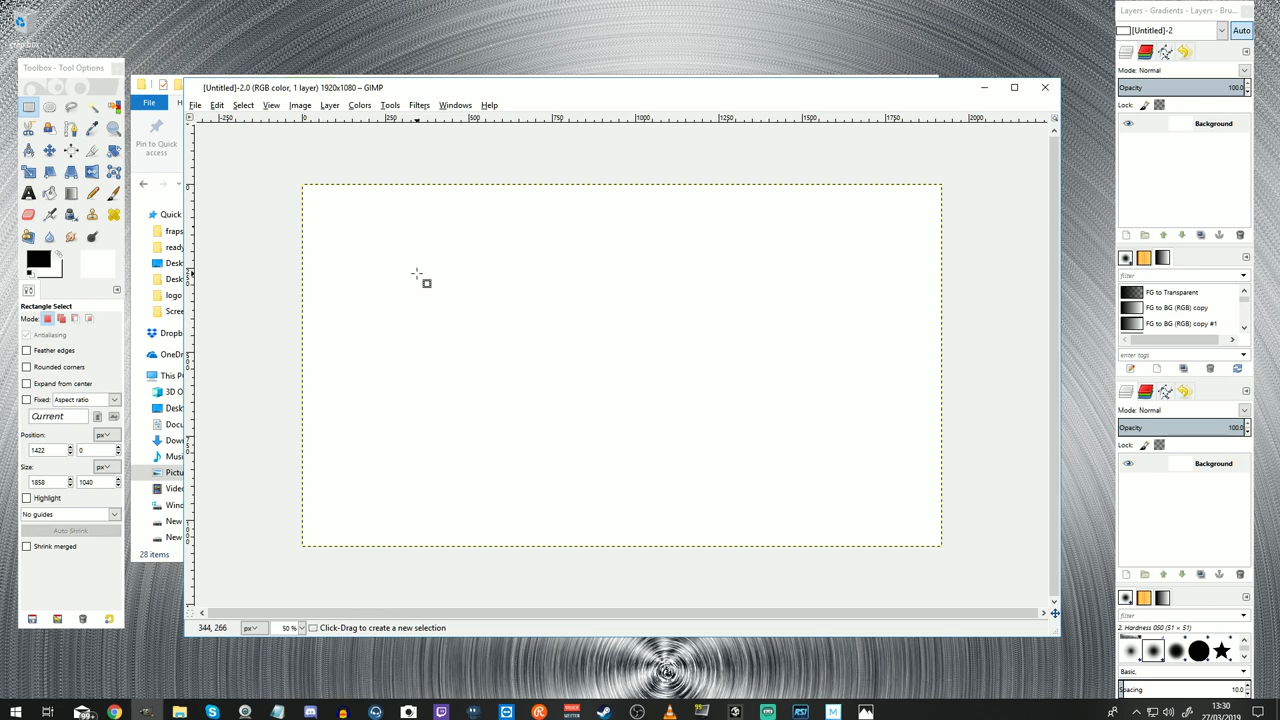 Layers - Gradients - Layers - Bru...
[Untitled]-2
Auto
Mode: Normal
Opacity 100.0
Lock:
Background
filter
FG to Transparent
FG to BG (RGB) copy
FG to BG (RGB) copy #1
enter tags
Mode: Normal
Opacity 100.0
Lock:
Background
filter
2. Hardness 050 (51 × 51)
Basic,
Spacing 10.0
Toolbox - Tool Options
Rectangle Select
Mode:
Antialiasing
Feather edges
Rounded corners
Expand from center
Fixed: Aspect ratio
Current
Position: px
1422 0
Size: px
1858 1040
Highlight
No guides
Auto Shrink
Shrink merged
File
Pin to Quick
access
Quick
fraps
ready
Desk
Desk
logo
Scree
Dropb
OneDr
This P
3D O
Desk
Docu
Down
Musi
Pictu
Video
Wind
New
New
28 items
[Untitled]-2.0 (RGB color, 1 layer) 1920x1080 – GIMP
File Edit Select View Image Layer Colors Tools Filters Windows Help
-250 0 250 500 750 1000 1250 1500 1750 2000
344, 266 px 50 % Click-Drag to create a new selection
99+
13:30
27/03/2019